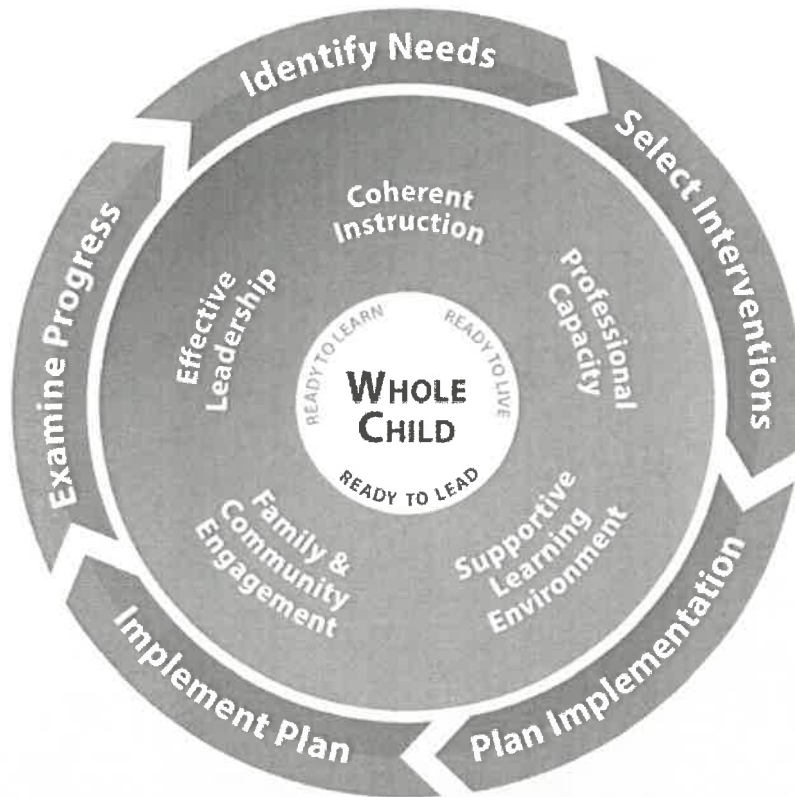 Identify Needs
Select Interventions
Plan Implementation
Implement Plan
Examine Progress
Coherent
Instruction
Professional
Capacity
Supportive
Learning
Environment
Family &
Community
Engagement
Effective
Leadership
READY TO LEARN
READY TO LIVE
WHOLE
CHILD
READY TO LEAD